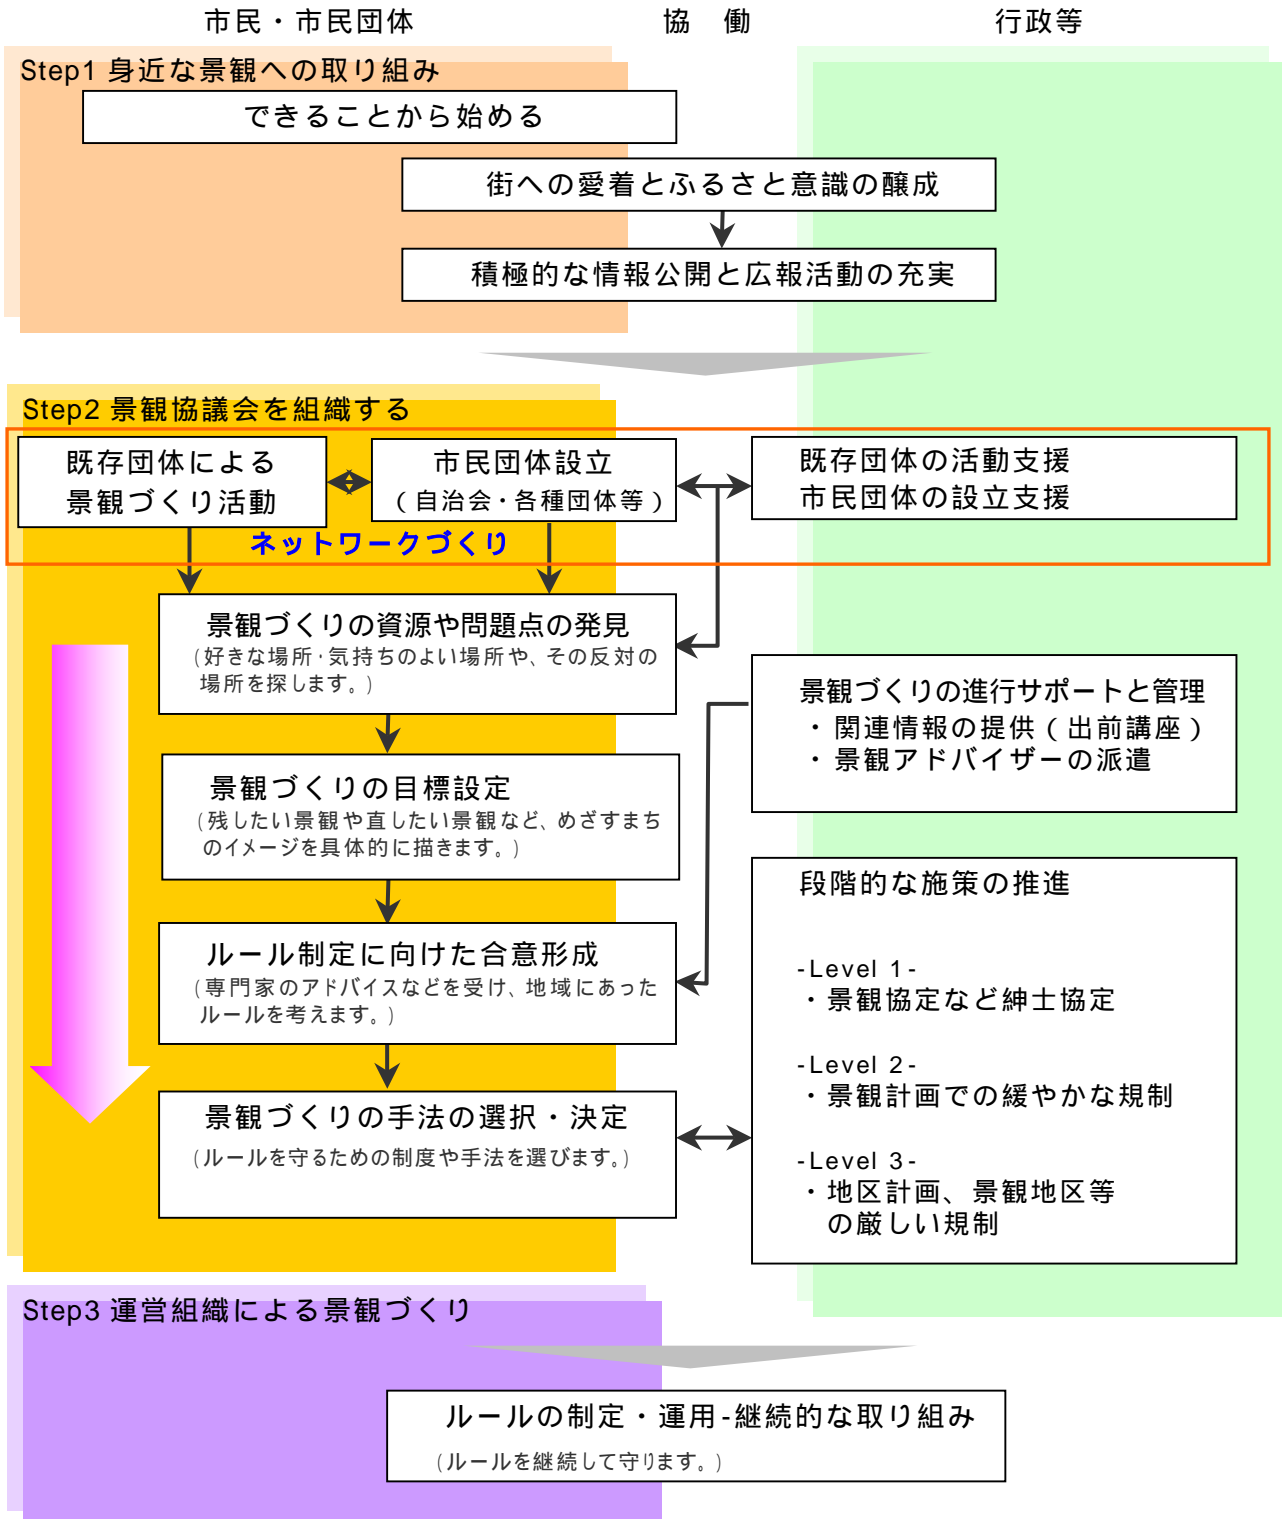 市民・市民団体
協　働
行政等
Step1 身近な景観への取り組み
できることから始める
街への愛着とふるさと意識の醸成
積極的な情報公開と広報活動の充実
Step2 景観協議会を組織する
既存団体による
景観づくり活動
市民団体設立
（自治会・各種団体等）
既存団体の活動支援
市民団体の設立支援
ネットワークづくり
景観づくりの資源や問題点の発見
(好きな場所・気持ちのよい場所や、その反対の
場所を探します。)
景観づくりの進行サポートと管理
・関連情報の提供（出前講座）
・景観アドバイザーの派遣
景観づくりの目標設定
(残したい景観や直したい景観など、めざすまち
のイメージを具体的に描きます。)
ルール制定に向けた合意形成
(専門家のアドバイスなどを受け、地域にあった
ルールを考えます。)
景観づくりの手法の選択・決定
(ルールを守るための制度や手法を選びます。)
段階的な施策の推進
-Level 1-
・景観協定など紳士協定
-Level 2-
・景観計画での緩やかな規制
-Level 3-
・地区計画、景観地区等
の厳しい規制
Step3 運営組織による景観づくり
ルールの制定・運用-継続的な取り組み
(ルールを継続して守ります。)